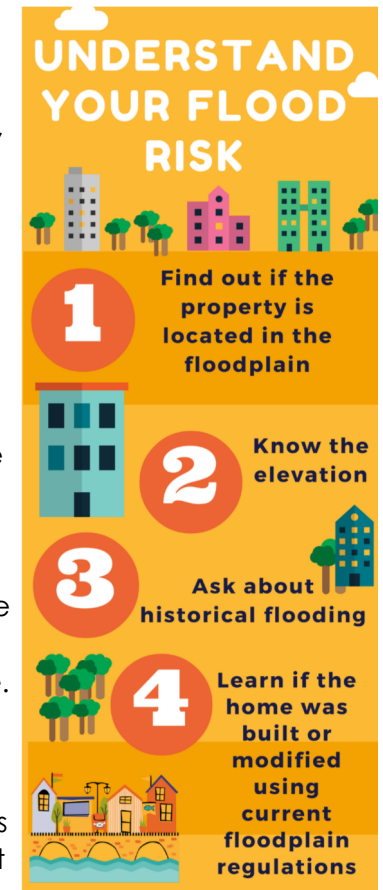 UNDERSTAND
YOUR FLOOD
RISK
1
Find out if the
property is
located in the
floodplain
2
Know the
elevation
3
Ask about
historical flooding
4
Learn if the
home was
built or
modified
using
current
floodplain
regulations